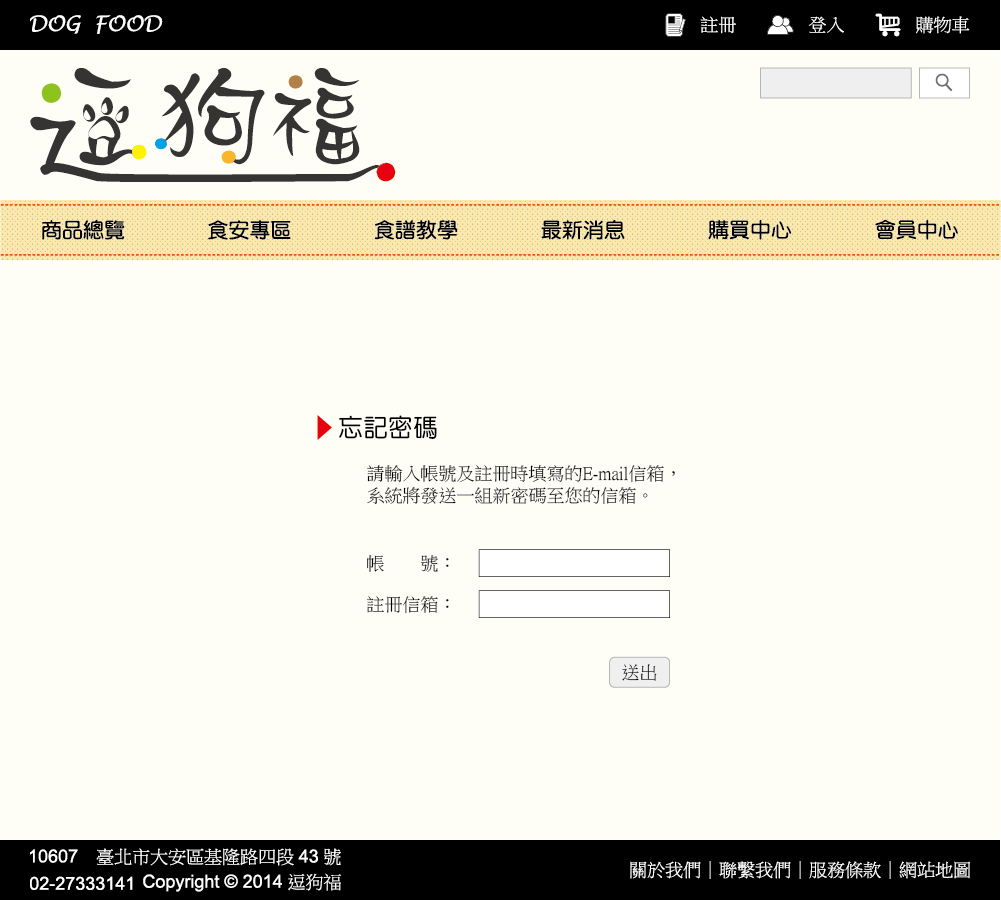 DOG FOOD
註冊 登入 購物車
逗狗福
商品總覽 食安專區 食譜教學 最新消息 購買中心 會員中心
忘記密碼
請輸入帳號及註冊時填寫的E-mail信箱，
系統將發送一組新密碼至您的信箱。
帳　　號：
註冊信箱：
送出
10607 臺北市大安區基隆路四段 43 號
02-27333141 Copyright © 2014 逗狗福
關於我們｜聯繫我們｜服務條款｜網站地圖